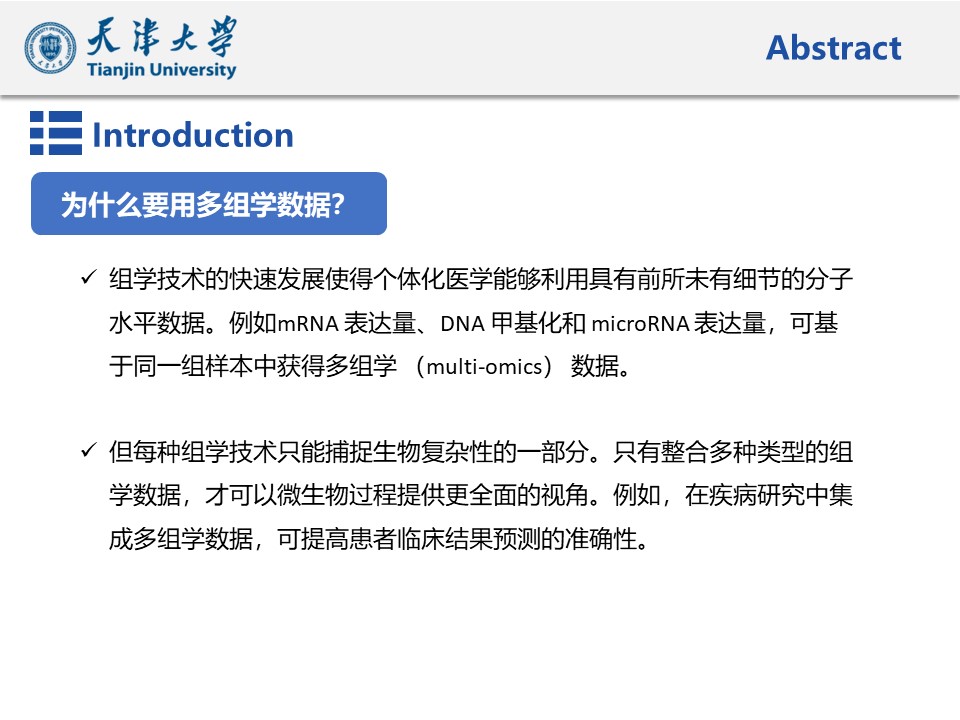 天津大学
Tianjin University
Abstract
Introduction
为什么要用多组学数据？
✓ 组学技术的快速发展使得个体化医学能够利用具有前所未有细节的分子
水平数据。例如mRNA 表达量、DNA 甲基化和 microRNA 表达量，可基
于同一组样本中获得多组学 （multi-omics） 数据。
✓ 但每种组学技术只能捕捉生物复杂性的一部分。只有整合多种类型的组
学数据，才可以微生物过程提供更全面的视角。例如，在疾病研究中集
成多组学数据，可提高患者临床结果预测的准确性。